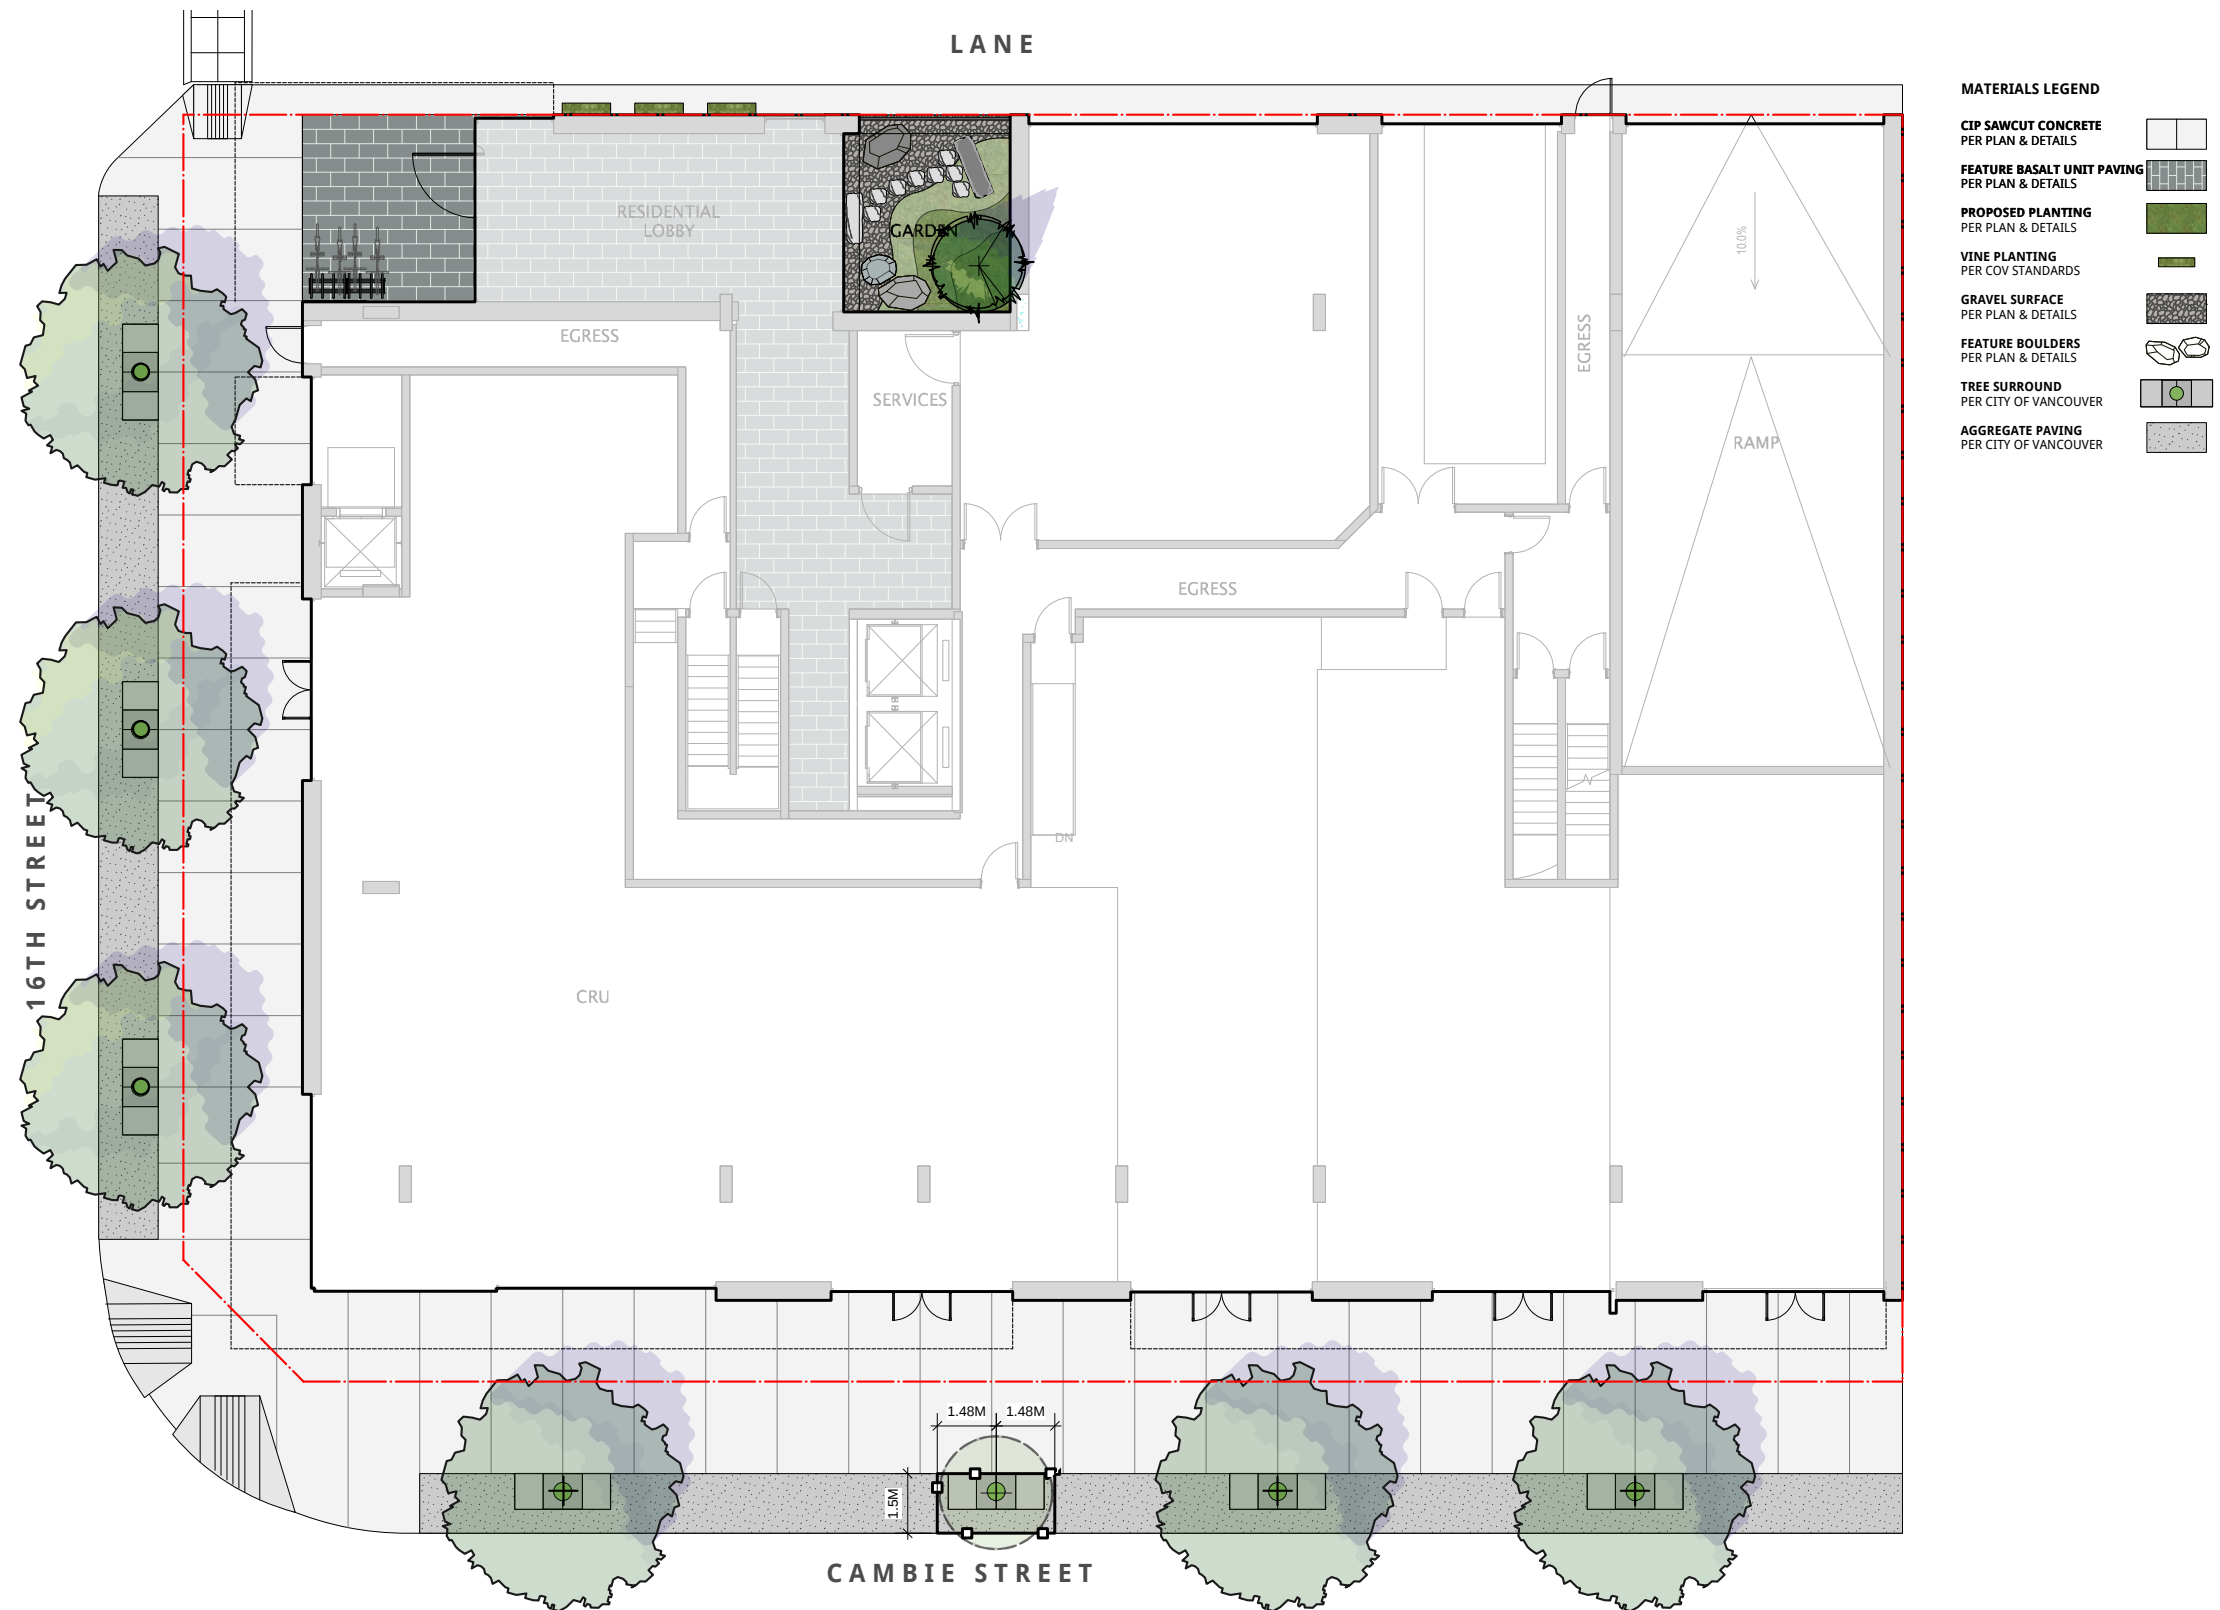 LANE
MATERIALS LEGEND
CIP SAWCUT CONCRETE
PER PLAN & DETAILS
FEATURE BASALT UNIT PAVING
PER PLAN & DETAILS
PROPOSED PLANTING
PER PLAN & DETAILS
VINE PLANTING
PER COV STANDARDS
GRAVEL SURFACE
PER PLAN & DETAILS
FEATURE BOULDERS
PER PLAN & DETAILS
TREE SURROUND
PER CITY OF VANCOUVER
AGGREGATE PAVING
PER CITY OF VANCOUVER
RESIDENTIAL
LOBBY
GARDEN
10.0%
EGRESS
EGRESS
SERVICES
RAMP
EGRESS
DN
16TH STREET
CRU
1.48M
1.48M
1.5M
CAMBIE STREET